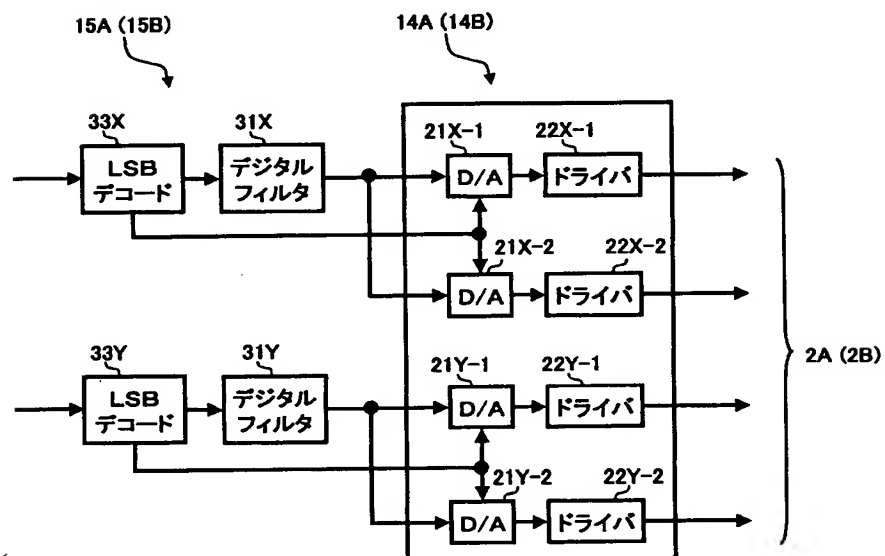 15A (15B)
14A (14B)
33X
31X
21X-1
22X-1
LSB
デコード
デジタル
フィルタ
D/A
ドライバ
21X-2
22X-2
D/A
ドライバ
33Y
31Y
21Y-1
22Y-1
2A (2B)
LSB
デコード
デジタル
フィルタ
D/A
ドライバ
21Y-2
22Y-2
D/A
ドライバ